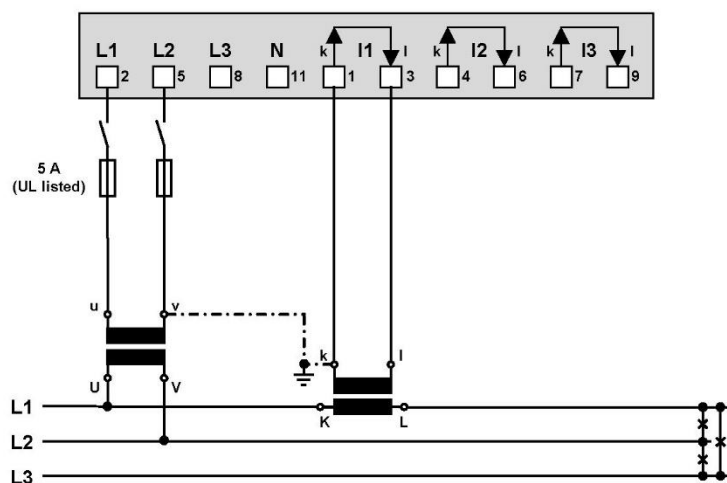 L1 L2 L3 N k I1 l k I2 l k I3 l
2 5 8 11 1 3 4 6 7 9
5 A
(UL listed)
u v
k l
U V
L1 K L
L2
L3